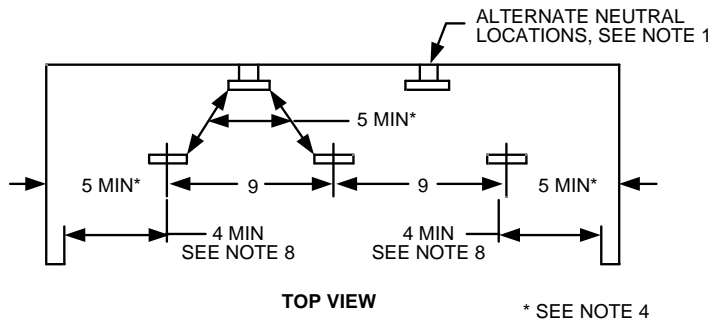 ALTERNATE NEUTRAL
LOCATIONS, SEE NOTE 1
5 MIN*
5 MIN*
9
9
5 MIN*
4 MIN
SEE NOTE 8
4 MIN
SEE NOTE 8
TOP VIEW
* SEE NOTE 4